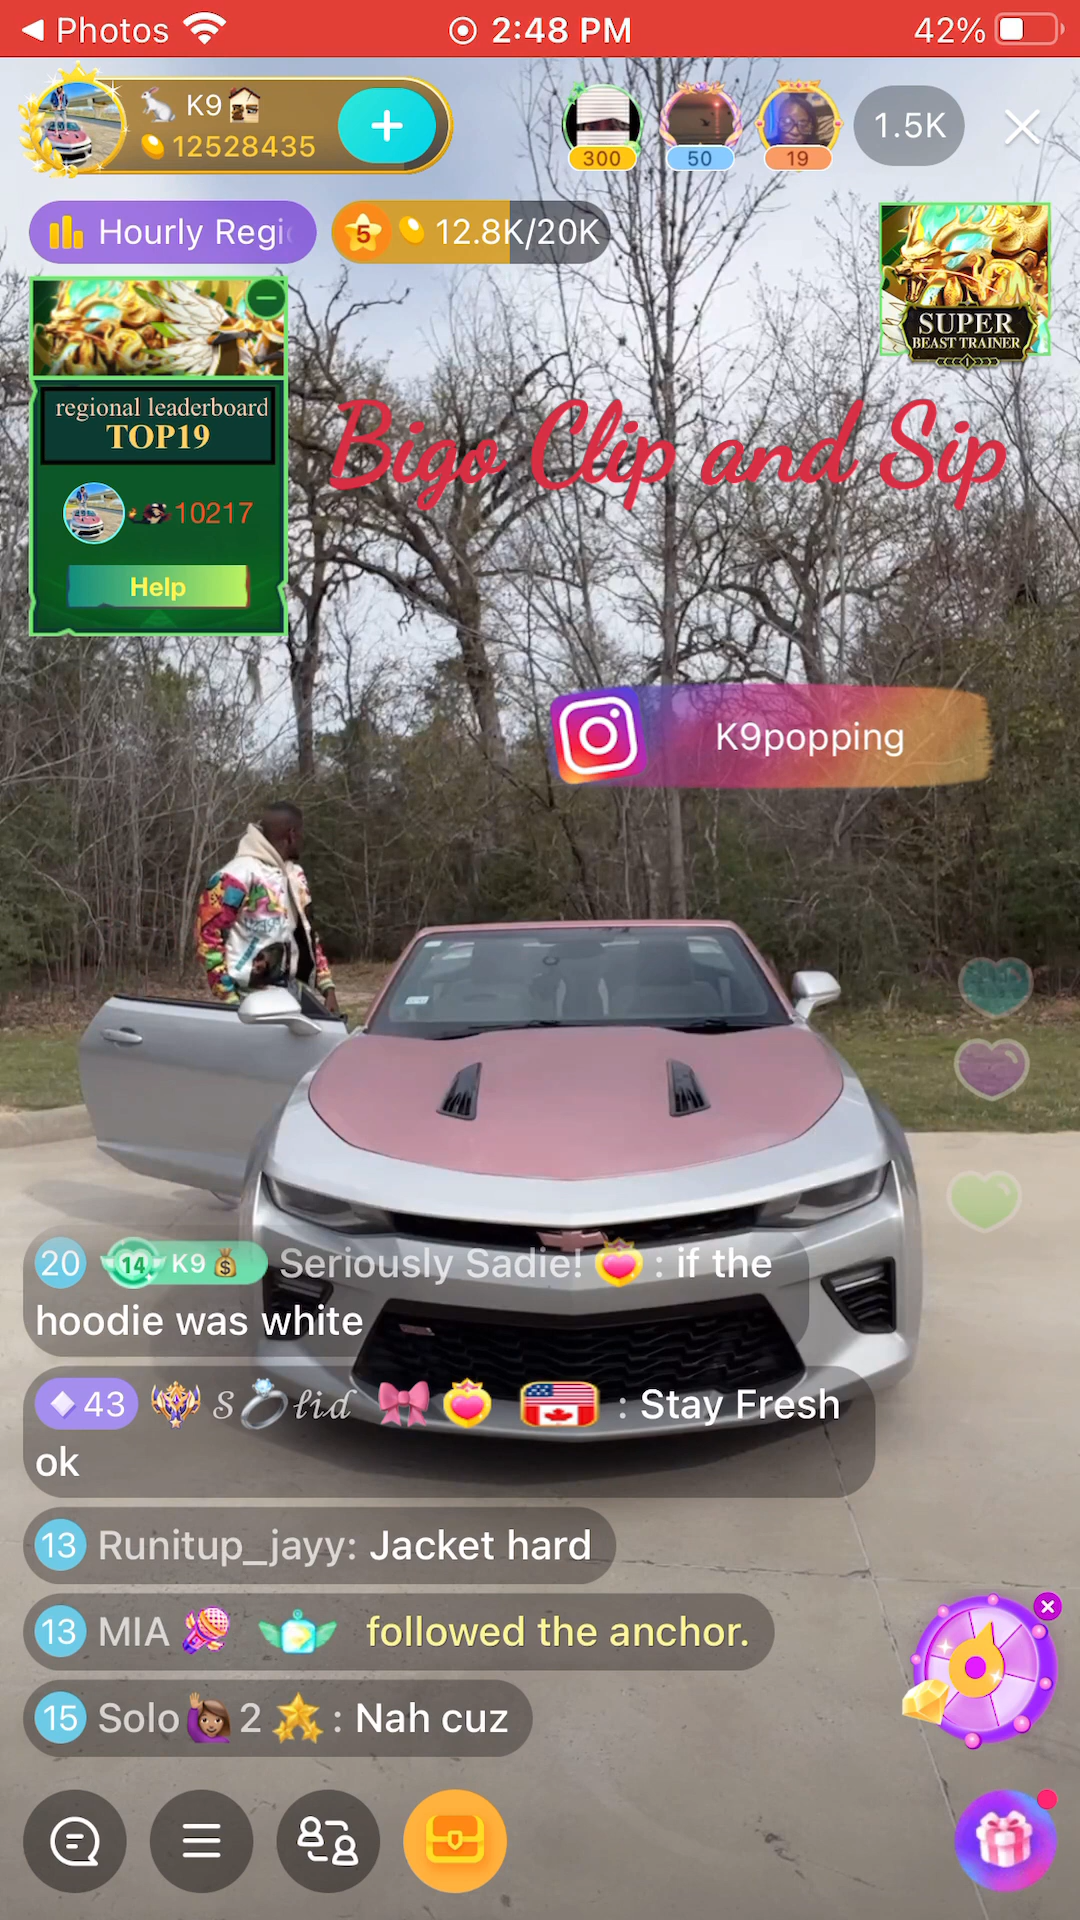 Photos
2:48 PM
42%
K9
12528435
300
50
19
1.5K
Hourly Regi
5
12.8K/20K
SUPER
BEAST TRAINER
regional leaderboard
TOP19
10217
Help
Bigo Clip and Sip
K9popping
20 14 K9 Seriously Sadie! : if the
hoodie was white
43 S lid : Stay Fresh
ok
13 Runitup_jayy: Jacket hard
13 MIA followed the anchor.
15 Solo 2 : Nah cuz